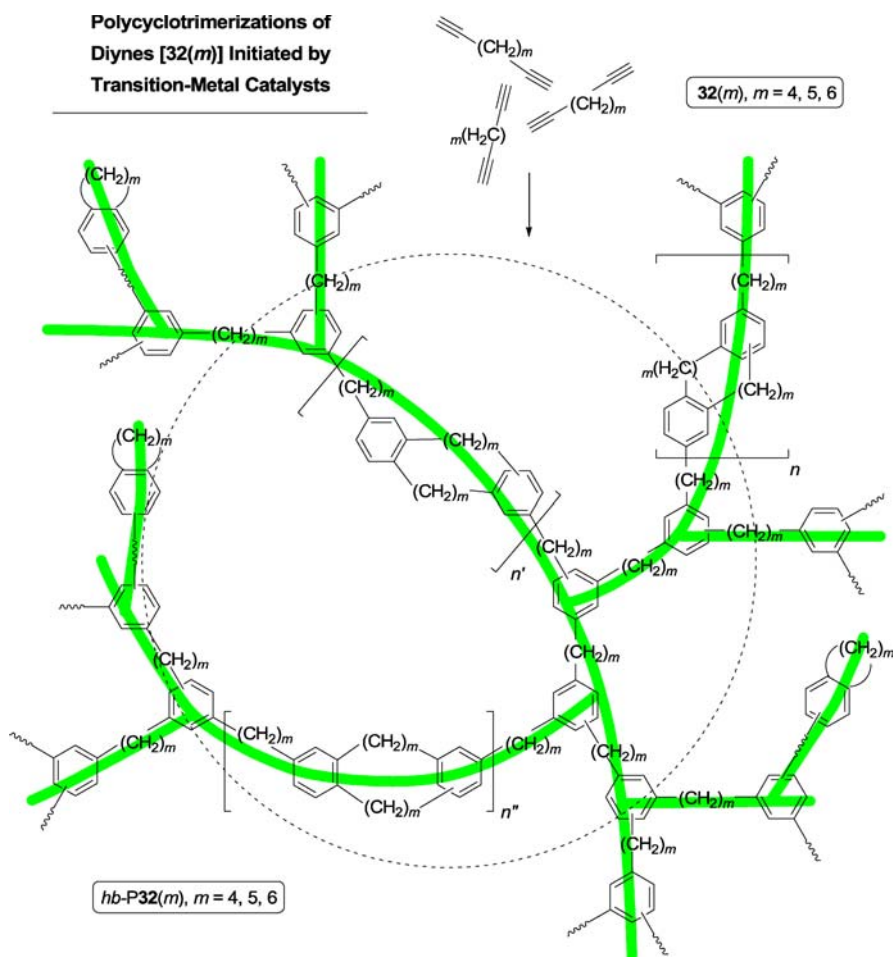 Polycyclotrimerizations of
Diynes [32(m)] Initiated by
Transition-Metal Catalysts
(CH2)m
(CH2)m
m(H2C)
32(m), m = 4, 5, 6
(CH2)m
(CH2)m
(CH2)m
(CH2)m
(CH2)m
m(H2C)
(CH2)m
(CH2)m
(CH2)m
n
(CH2)m
(CH2)m
(CH2)m
(CH2)m
(CH2)m
n'
(CH2)m
(CH2)m
(CH2)m
(CH2)m
(CH2)m
(CH2)m
(CH2)m
(CH2)m
(CH2)m
(CH2)m
(CH2)m
n"
(CH2)m
(CH2)m
hb-P32(m), m = 4, 5, 6